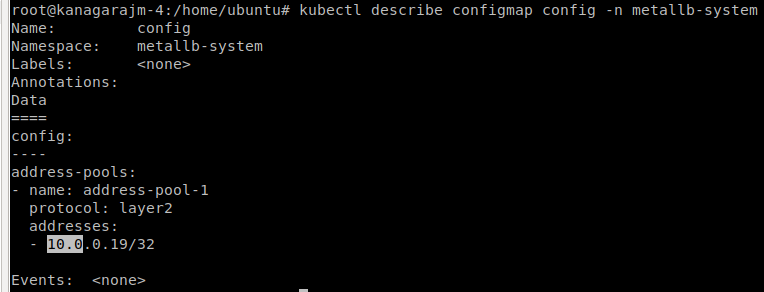 root@kanagarajm-4:/home/ubuntu# kubectl describe configmap config -n metallb-system
Name:         config
Namespace:    metallb-system
Labels:       <none>
Annotations:
Data
====
config:
----
address-pools:
- name: address-pool-1
  protocol: layer2
  addresses:
  - 10.0.0.19/32
Events:  <none>